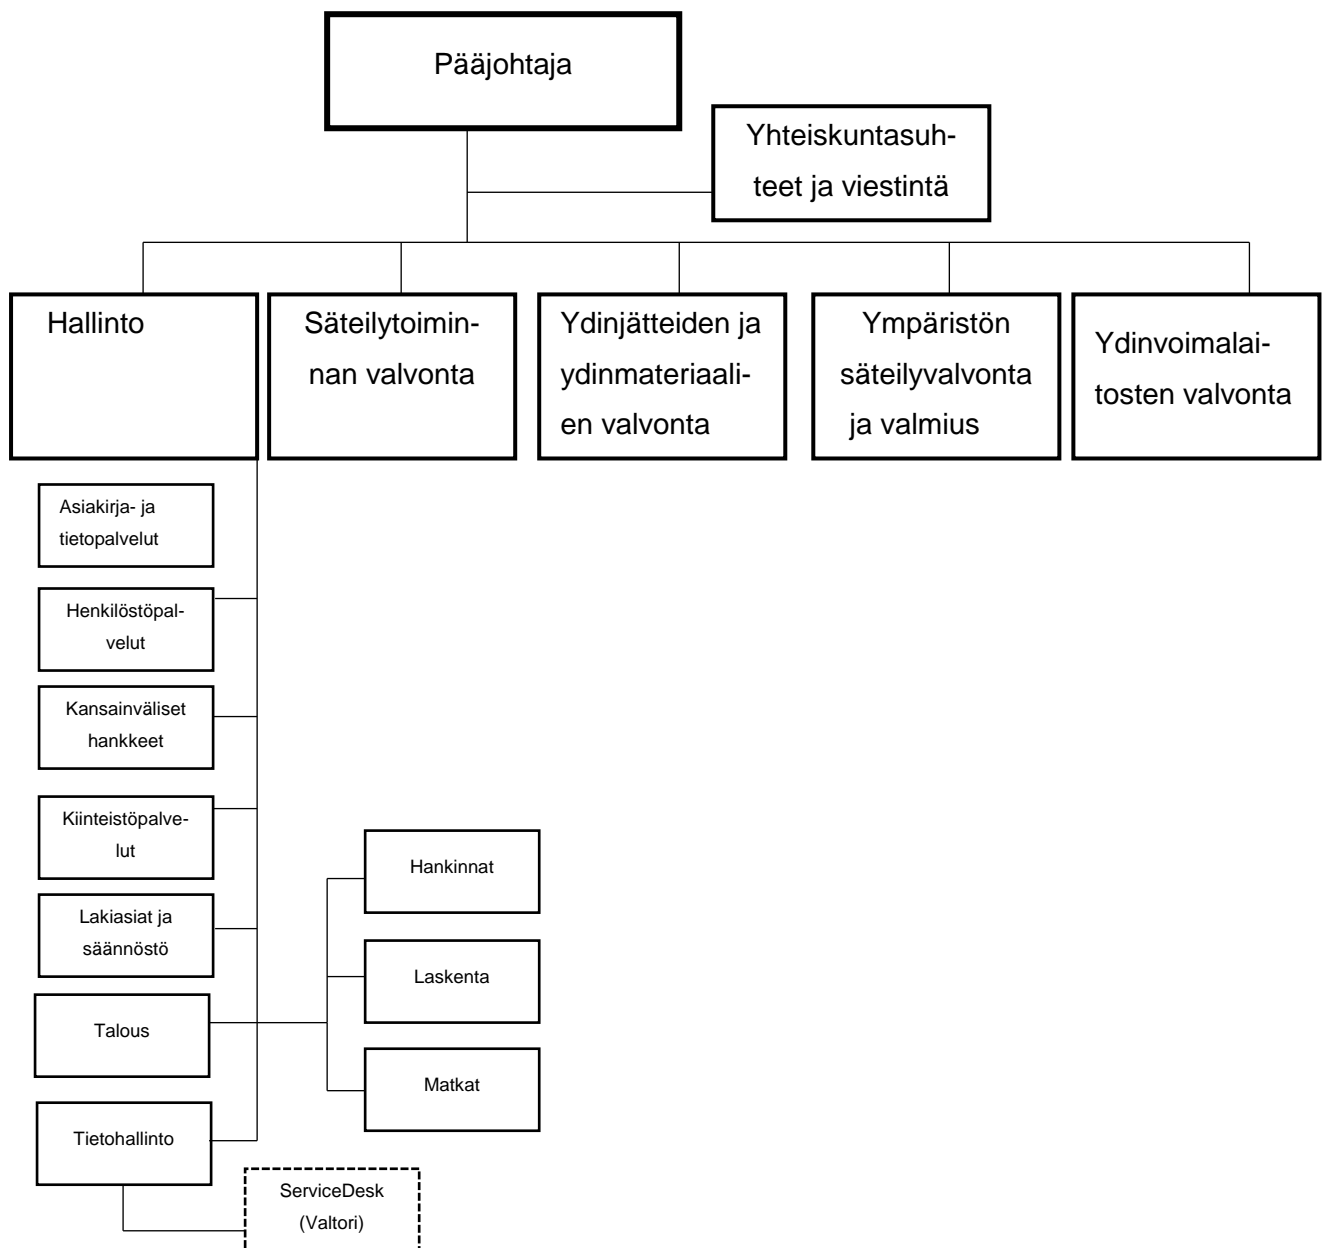 Pääjohtaja
Yhteiskuntasuh-
teet ja viestintä
Hallinto
Säteilytoimin-
nan valvonta
Ydinjätteiden ja
ydinmateriaali-
en valvonta
Ympäristön
säteilyvalvonta
ja valmius
Ydinvoimalai-
tosten valvonta
Asiakirja- ja
tietopalvelut
Henkilöstöpal-
velut
Kansainväliset
hankkeet
Kiinteistöpalve-
lut
Lakiasiat ja
säännöstö
Talous
Hankinnat
Laskenta
Matkat
Tietohallinto
ServiceDesk
(Valtori)